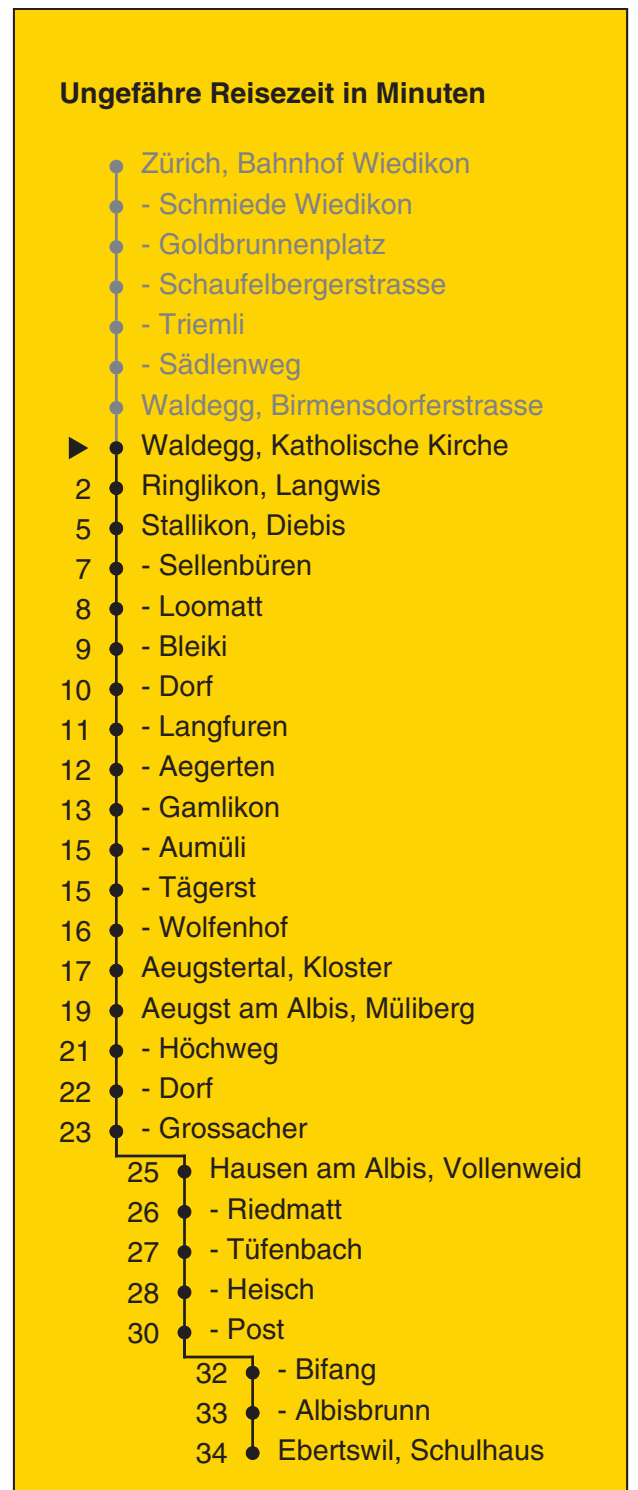 Ungefähre Reisezeit in Minuten
Zürich, Bahnhof Wiedikon
- Schmiede Wiedikon
- Goldbrunnenplatz
- Schaufelbergerstrasse
- Triemli
- Sädlenweg
Waldegg, Birmensdorferstrasse
Waldegg, Katholische Kirche
2 Ringlikon, Langwis
5 Stallikon, Diebis
7 - Sellenbüren
8 - Loomatt
9 - Bleiki
10 - Dorf
11 - Langfuren
12 - Aegerten
13 - Gamlikon
15 - Aumüli
15 - Tägerst
16 - Wolfenhof
17 Aeugstertal, Kloster
19 Aeugst am Albis, Müliberg
21 - Höchweg
22 - Dorf
23 - Grossacher
25 Hausen am Albis, Vollenweid
26 - Riedmatt
27 - Tüfenbach
28 - Heisch
30 - Post
32 - Bifang
33 - Albisbrunn
34 Ebertswil, Schulhaus